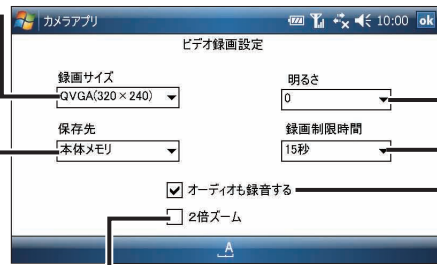 カメラアプリ 10:00 ok
ビデオ録画設定
録画サイズ 明るさ
QVGA(320×240) 0
保存先 録画制限時間
本体メモリ 15秒
オーディオも録音する
2倍ズーム
A